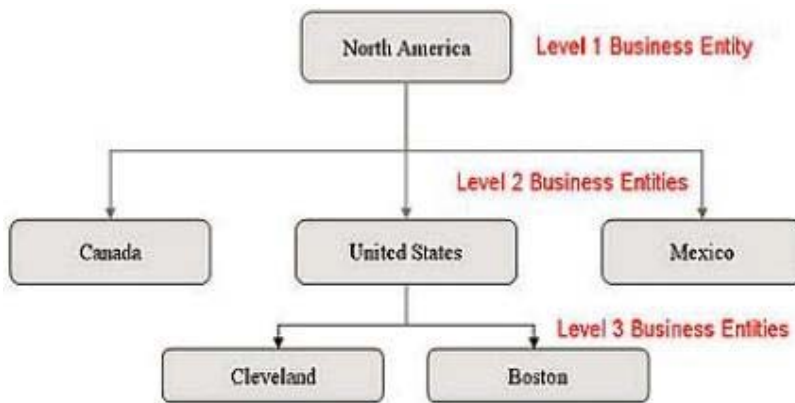 North America
Level 1 Business Entity
Level 2 Business Entities
Canada
United States
Mexico
Level 3 Business Entities
Cleveland
Boston